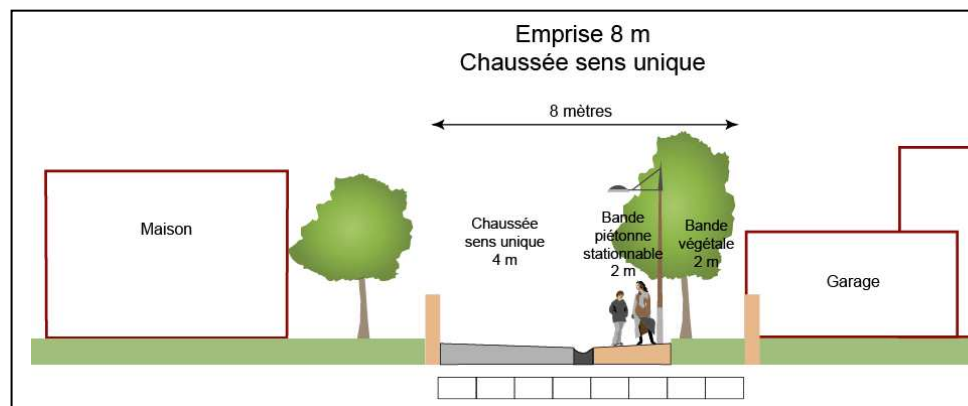 Emprise 8 m
Chaussée sens unique
8 mètres
Maison
Chaussée
sens unique
4 m
Bande
piétonne
stationnable
2 m
Bande
végétale
2 m
Garage